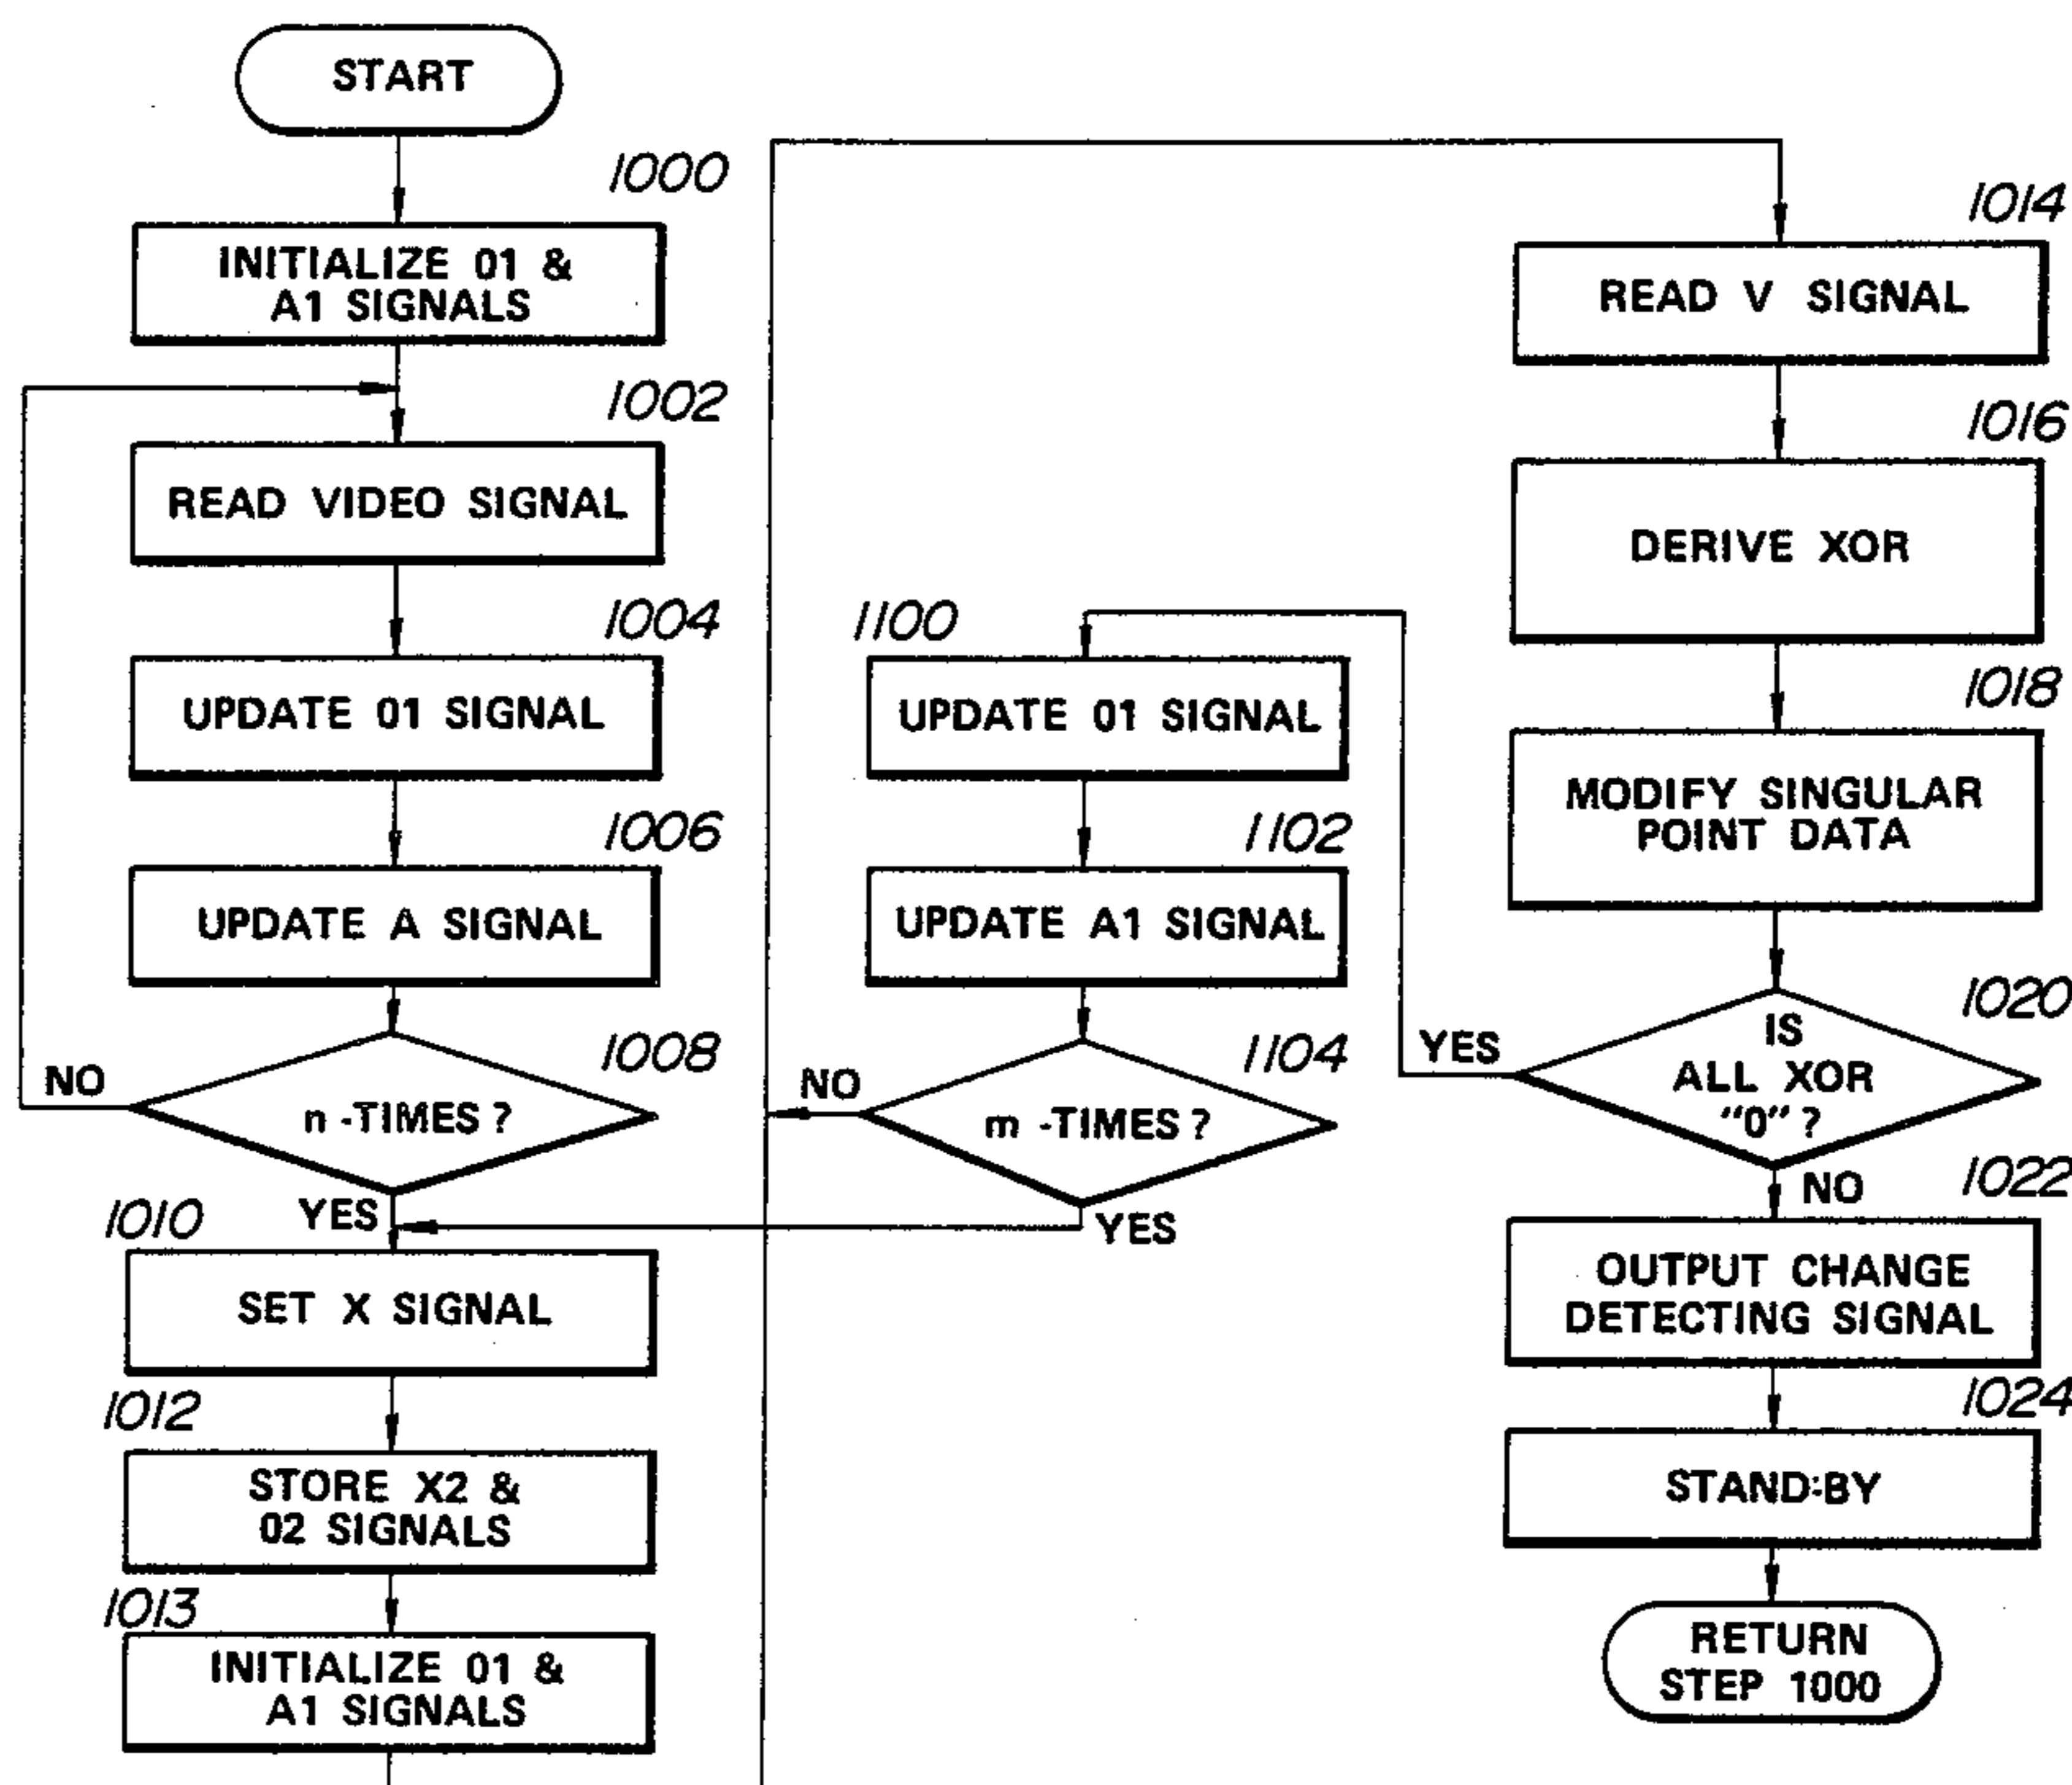 START
1000
INITIALIZE 01 &
A1 SIGNALS
1002
READ VIDEO SIGNAL
1004
UPDATE 01 SIGNAL
1006
UPDATE A SIGNAL
1008
NO
n -TIMES ?
YES
1010
SET X SIGNAL
1012
STORE X2 &
02 SIGNALS
1013
INITIALIZE 01 &
A1 SIGNALS
1100
UPDATE 01 SIGNAL
1102
UPDATE A1 SIGNAL
1104
NO
m -TIMES ?
YES
1014
READ V SIGNAL
1016
DERIVE XOR
1018
MODIFY SINGULAR
POINT DATA
1020
YES
IS
ALL XOR
"0" ?
NO
1022
OUTPUT CHANGE
DETECTING SIGNAL
1024
STAND:BY
RETURN
STEP 1000